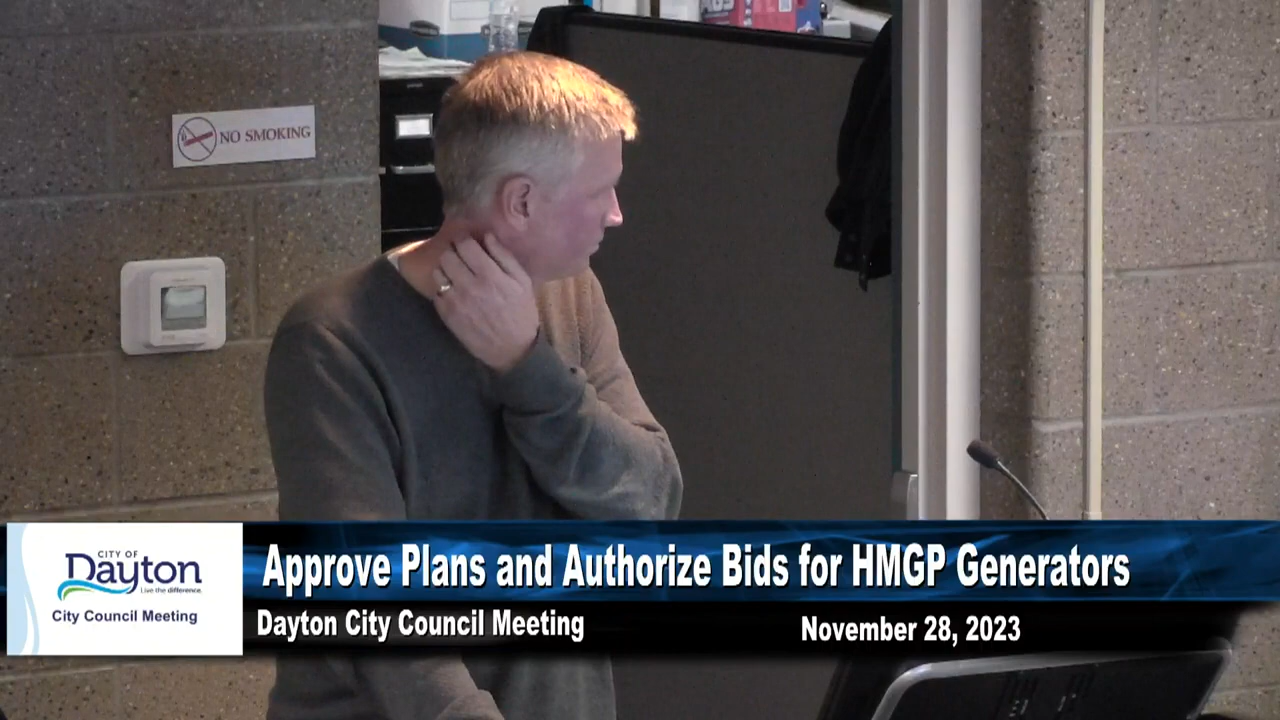 NO SMOKING
CITY OF
Dayton
Live the difference.
City Council Meeting
Approve Plans and Authorize Bids for HMGP Generators
Dayton City Council Meeting
November 28, 2023